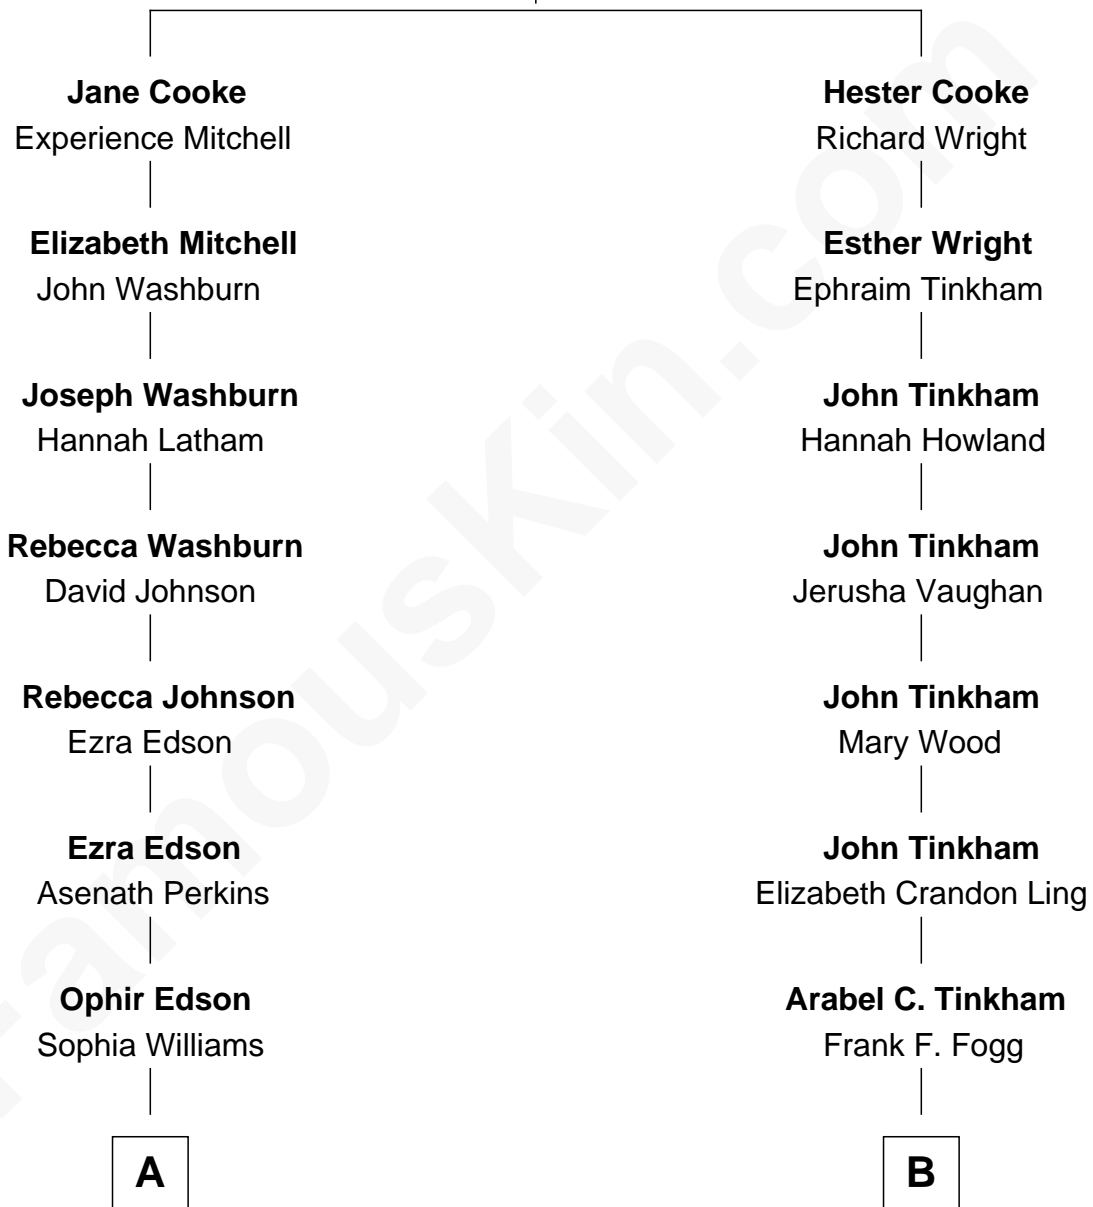 Jane Cooke
Experience Mitchell
Elizabeth Mitchell
John Washburn
Joseph Washburn
Hannah Latham
Rebecca Washburn
David Johnson
Rebecca Johnson
Ezra Edson
Ezra Edson
Asenath Perkins
Ophir Edson
Sophia Williams
A
Hester Cooke
Richard Wright
Esther Wright
Ephraim Tinkham
John Tinkham
Hannah Howland
John Tinkham
Jerusha Vaughan
John Tinkham
Mary Wood
John Tinkham
Elizabeth Crandon Ling
Arabel C. Tinkham
Frank F. Fogg
B
FamousKin.com